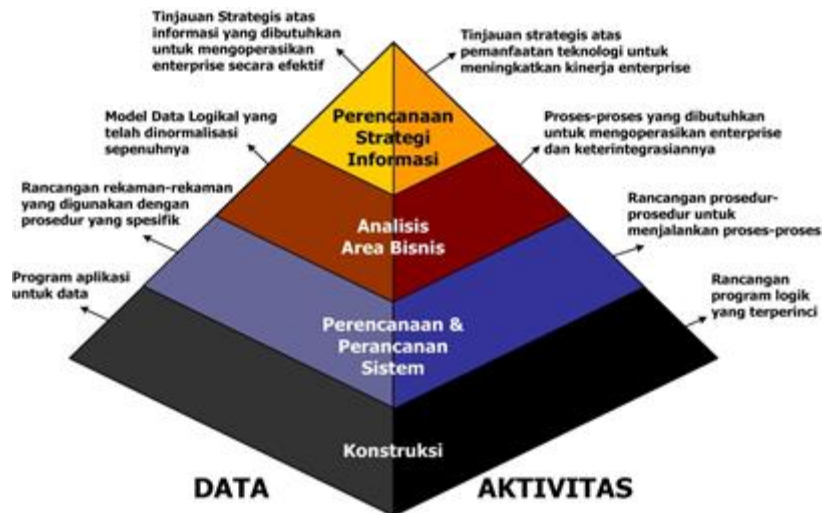 Tinjauan Strategis atas
informasi yang dibutuhkan
untuk mengoperasikan
enterprise secara efektif
Tinjauan strategis atas
pemanfaatan teknologi untuk
meningkatkan kinerja enterprise
Perencanaan
Strategi
Informasi
Model Data Logikal yang
telah dinormalisasi
sepenuhnya
Proses-proses yang dibutuhkan
untuk mengoperasikan enterprise
dan keterintegrasiannya
Analisis
Area Bisnis
Rancangan rekaman-rekaman
yang digunakan dengan
prosedur yang spesifik
Rancangan prosedur-
prosedur untuk
menjalankan proses-proses
Perencanaan &
Perancanan
Sistem
Program aplikasi
untuk data
Rancangan
program logik
yang terperinci
Konstruksi
DATA
AKTIVITAS